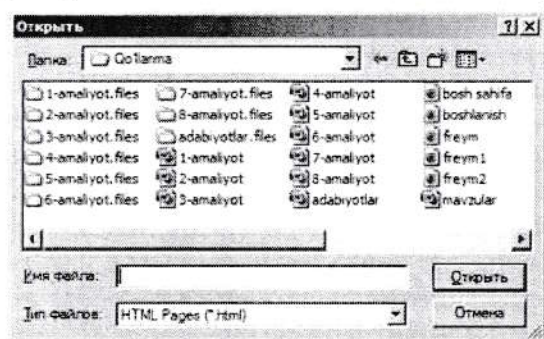 Открыть
Папка: Qo'llanma
1-amaliyot.files 7-amaliyot.files 4-amaliyot bosh sahifa
2-amaliyot.files 8-amaliyot.files 5-amaliyot boshlanish
3-amaliyot.files adabiyotlar.files 6-amaliyot freym
4-amaliyot.files 1-amaliyot 7-amaliyot freym1
5-amaliyot.files 2-amaliyot 8-amaliyot freym2
6-amaliyot.files 3-amaliyot adabiyotlar mavzular
Имя файла: Открыть
Тип файлов: HTML Pages (*.html) Отмена